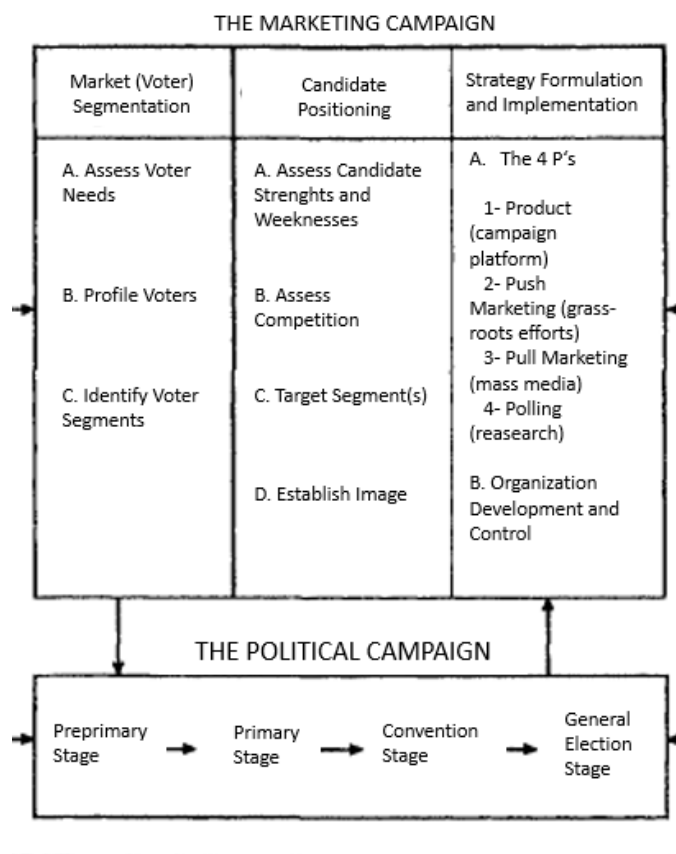 THE MARKETING CAMPAIGN
Market (Voter)
Segmentation
Candidate
Positioning
Strategy Formulation
and Implementation
A. Assess Voter
Needs
B. Profile Voters
C. Identify Voter
Segments
A. Assess Candidate
Strenghts and
Weeknesses
B. Assess
Competition
C. Target Segment(s)
D. Establish Image
A. The 4 P's
1- Product
(campaign
platform)
2- Push
Marketing (grass-
roots efforts)
3- Pull Marketing
(mass media)
4- Polling
(reasearch)
B. Organization
Development and
Control
THE POLITICAL CAMPAIGN
Preprimary
Stage
Primary
Stage
Convention
Stage
General
Election
Stage